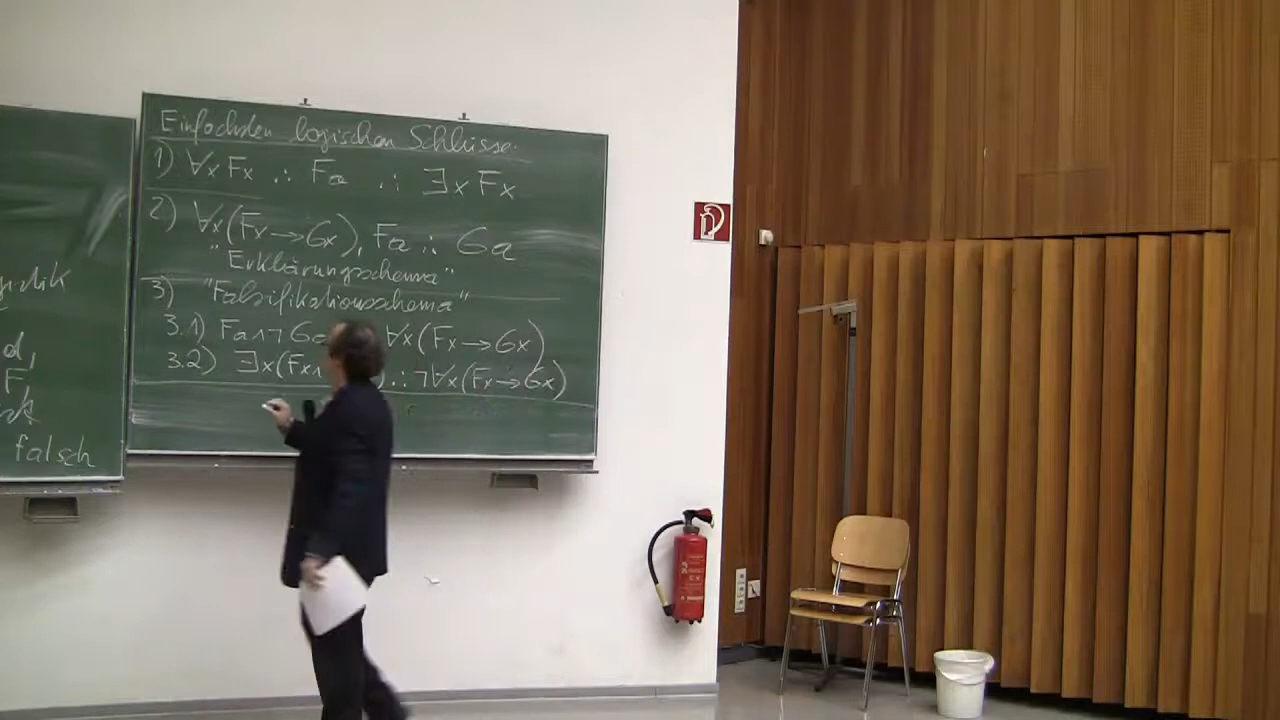 Einfachsten logischen Schlüsse
1) ∀x Fx ∴ Fa ∴ ∃x Fx
2) ∀x(Fx→Gx), Fa ∴ Ga
"Erklärungsschema"
3) "Falsifikationsschema"
3.1) Fa∧¬Ga ∀x(Fx→Gx)
3.2) ∃x(Fx∧ ) ∴ ¬∀x(Fx→Gx)
d,
F,
falsch